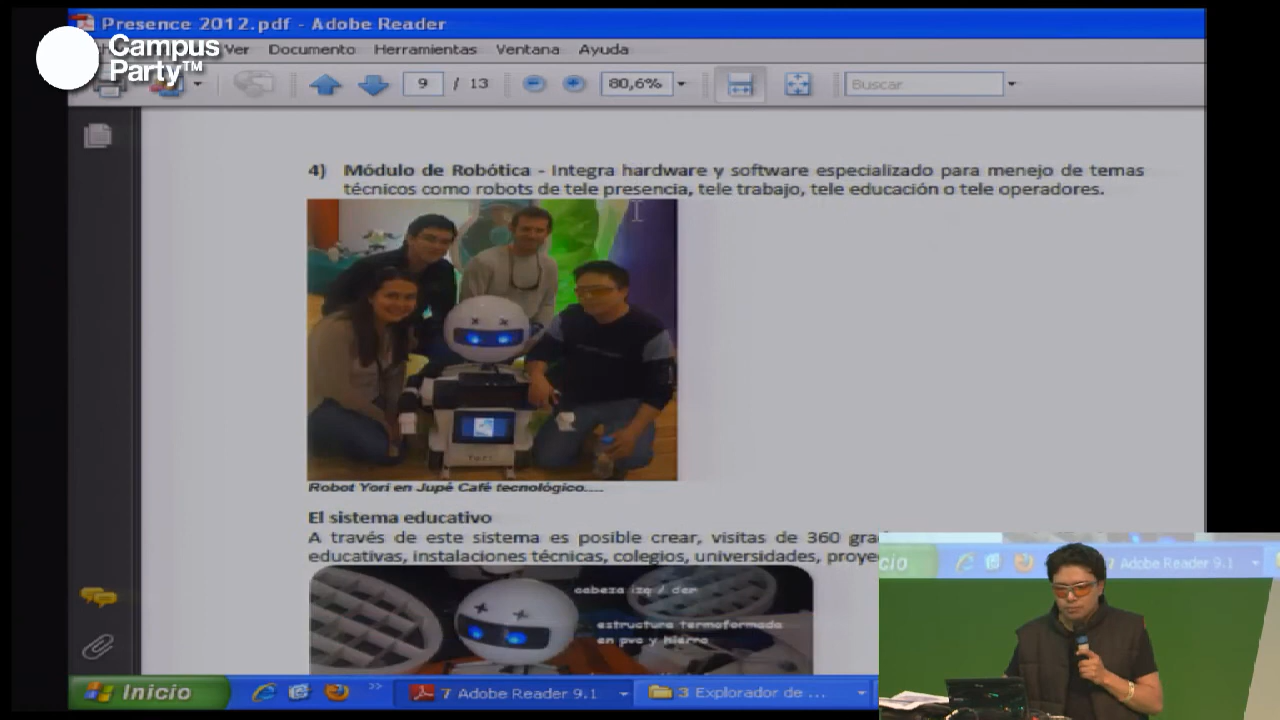 Presence 2012.pdf - Adobe Reader
Campus
Party™
Ver Documento Herramientas Ventana Ayuda
9 / 13 80,6% Buscar
4) Módulo de Robótica - Integra hardware y software especializado para menejo de temas
técnicos como robots de tele presencia, tele trabajo, tele educación o tele operadores.
Yori
Robot Yori en Jupé Café tecnológico....
El sistema educativo
A través de este sistema es posible crear, visitas de 360
educativas, instalaciones técnicas, colegios, universidades,
cabeza izq / der
estructura termoformada
en pvc y hierro
Inicio 7 Adobe Reader 9.1 3 Explorador de ...
cio 7 Adobe Reader 9.1